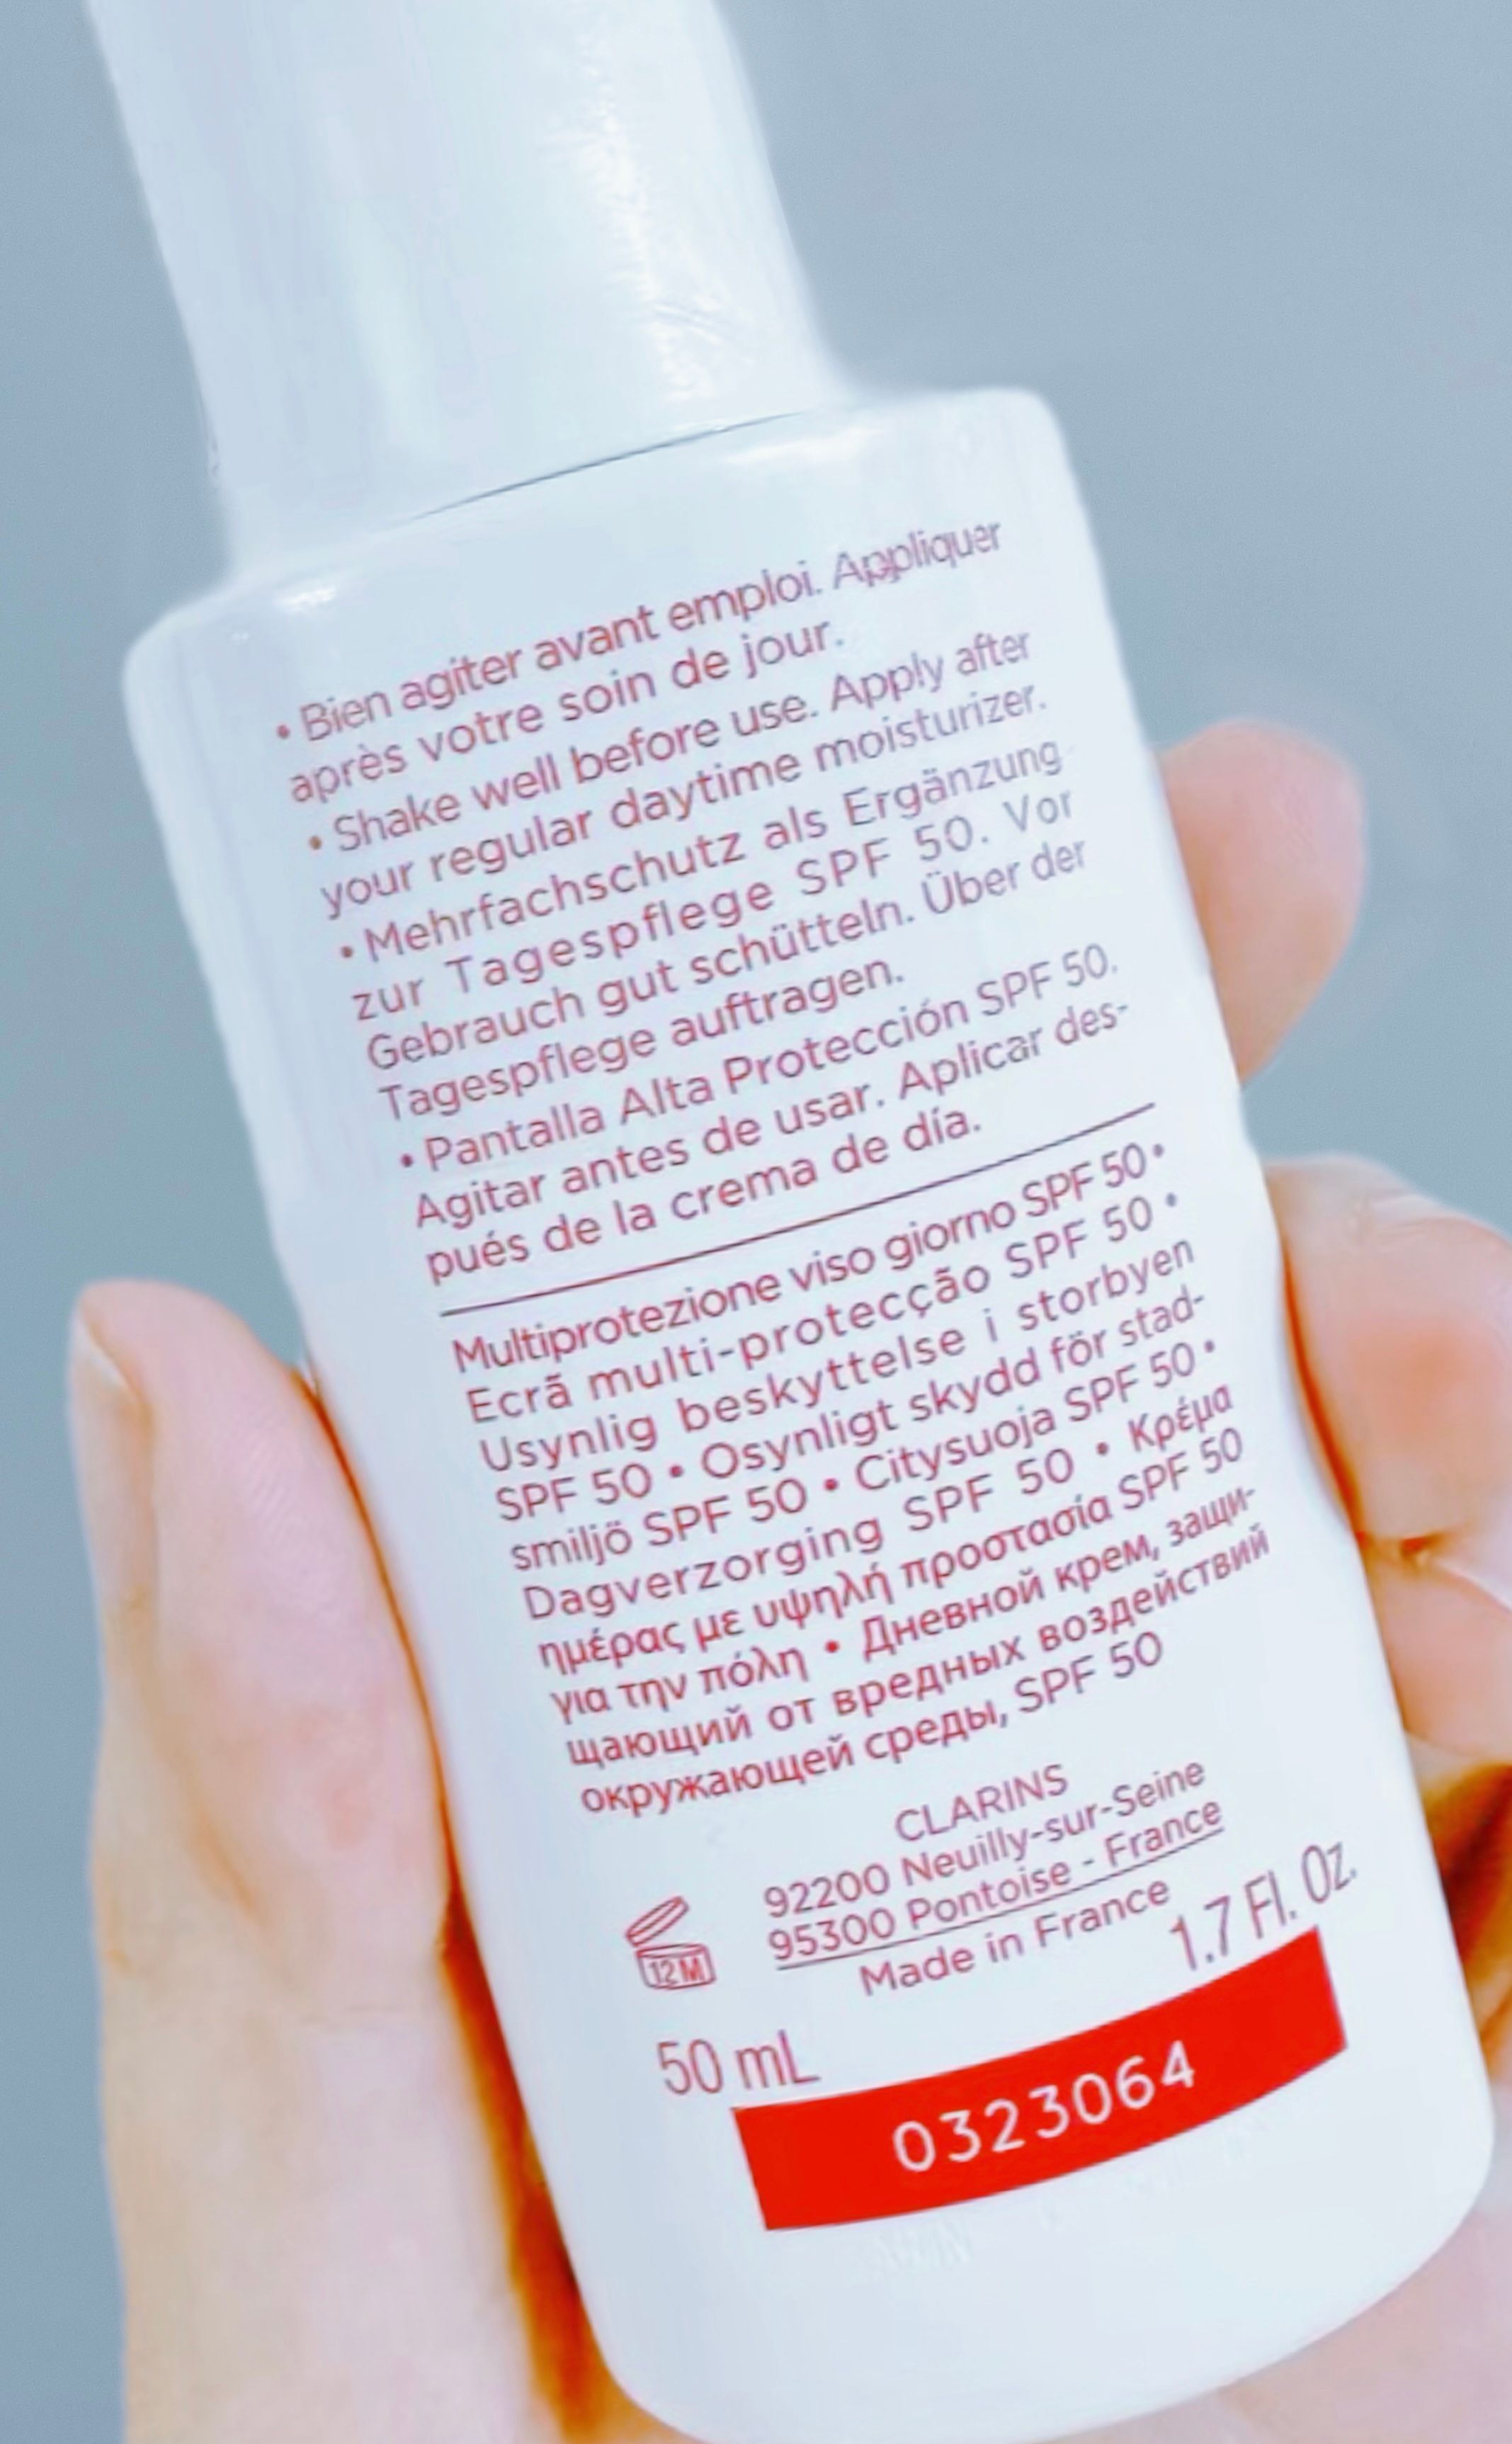 • Bien agiter avant emploi. Appliquer
après votre soin de jour.
• Shake well before use. Apply after
your regular daytime moisturizer.
• Mehrfachschutz als Ergänzung
zur Tagespflege SPF 50. Vor
Gebrauch gut schütteln. Über der
Tagespflege auftragen.
• Pantalla Alta Protección SPF 50.
Agitar antes de usar. Aplicar des-
pués de la crema de día.
Multiprotezione viso giorno SPF 50 •
Ecrã multi-protecção SPF 50 •
Usynlig beskyttelse i storbyen
SPF 50 • Osynligt skydd för stad-
smiljö SPF 50 • Citysuoja SPF 50 •
Dagverzorging SPF 50 • Κρέμα
ημέρας με υψηλή προστασία SPF 50
για την πόλη • Дневной крем, защи-
щающий от вредных воздействий
окружающей среды, SPF 50
CLARINS
92200 Neuilly-sur-Seine
95300 Pontoise - France
Made in France
12 M
50 mL
1.7 Fl. Oz.
0323064